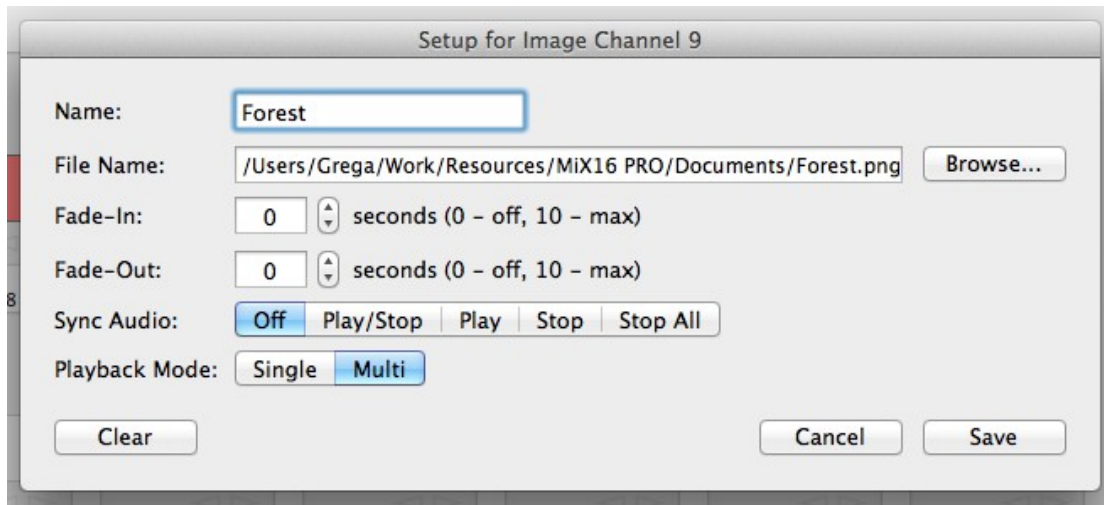 Setup for Image Channel 9
Name: Forest
File Name: /Users/Grega/Work/Resources/MiX16 PRO/Documents/Forest.png Browse...
Fade-In: 0 seconds (0 – off, 10 – max)
Fade-Out: 0 seconds (0 – off, 10 – max)
8
Sync Audio: Off Play/Stop Play Stop Stop All
Playback Mode: Single Multi
Clear Cancel Save